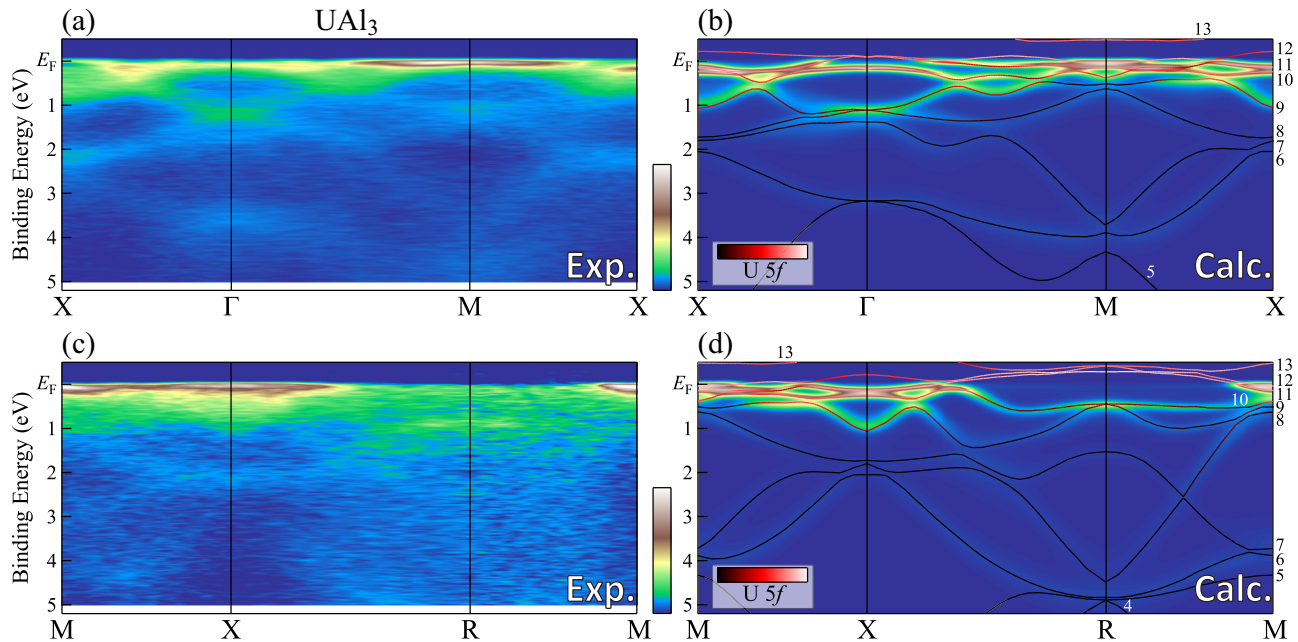 (a)
UAl3
(b)
13
EF
1
2
3
4
5
Binding Energy (eV)
Exp.
X
Γ
M
X
EF
1
2
3
4
5
12
11
10
9
8
7
6
5
U 5f
Calc.
X
Γ
M
X
(c)
(d)
13
EF
1
2
3
4
5
Binding Energy (eV)
Exp.
M
X
R
M
EF
1
2
3
4
5
13
12
11
10
9
8
7
6
5
4
U 5f
Calc.
M
X
R
M